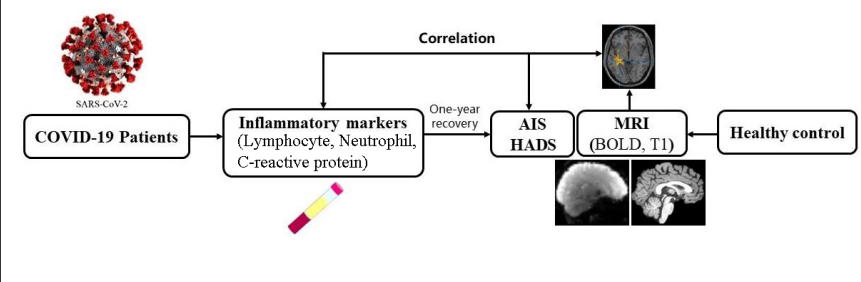 Correlation
SARS-CoV-2
COVID-19 Patients
Inflammatory markers
(Lymphocyte, Neutrophil,
C-reactive protein)
One-year
recovery
AIS
HADS
MRI
(BOLD, T1)
Healthy control